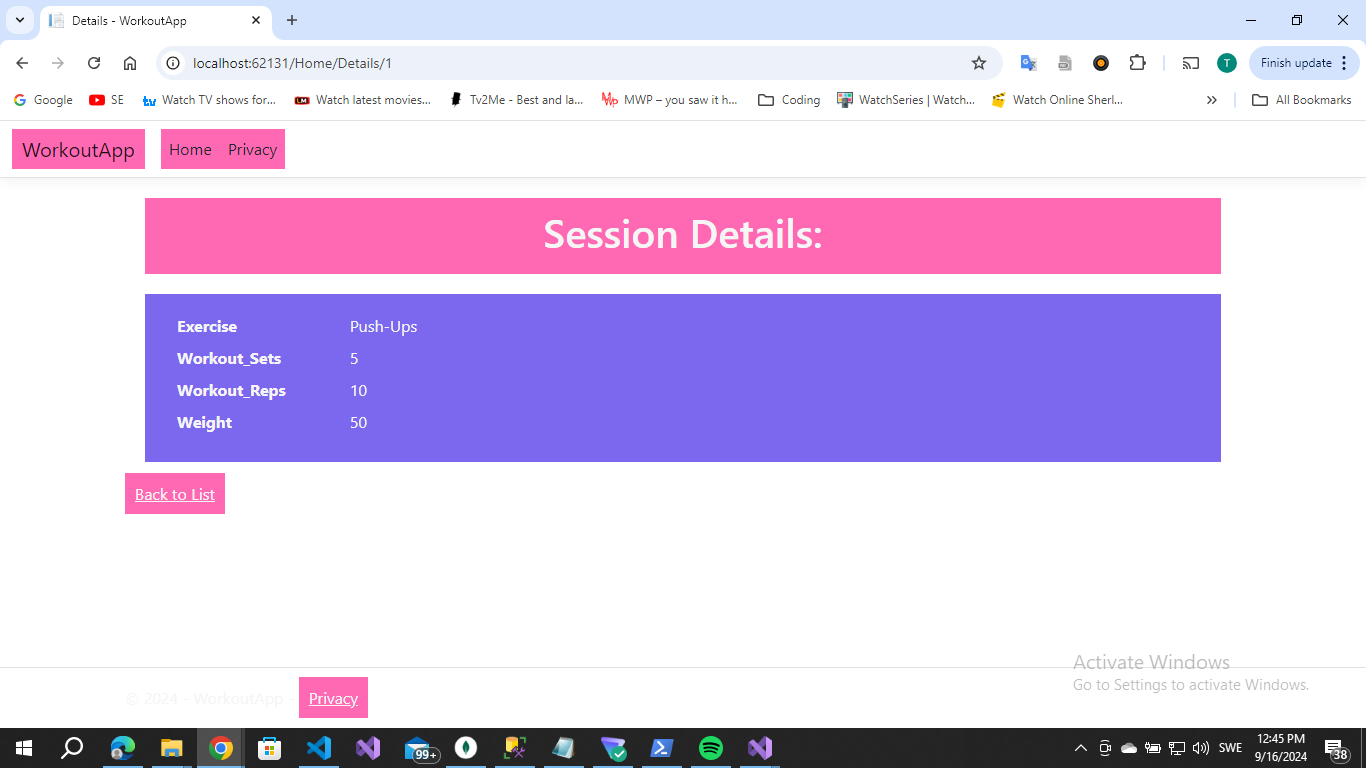 Details - WorkoutApp
localhost:62131/Home/Details/1
T
Finish update
Google
SE
Watch TV shows for...
Watch latest movies...
Tv2Me - Best and la...
MWP – you saw it h...
Coding
WatchSeries | Watch...
Watch Online Sherl...
All Bookmarks
WorkoutApp
Home
Privacy
Session Details:
Exercise Push-Ups
Workout_Sets 5
Workout_Reps 10
Weight 50
Back to List
Activate Windows
Go to Settings to activate Windows.
© 2024 - WorkoutApp - Privacy
99+
SWE
12:45 PM
9/16/2024
38